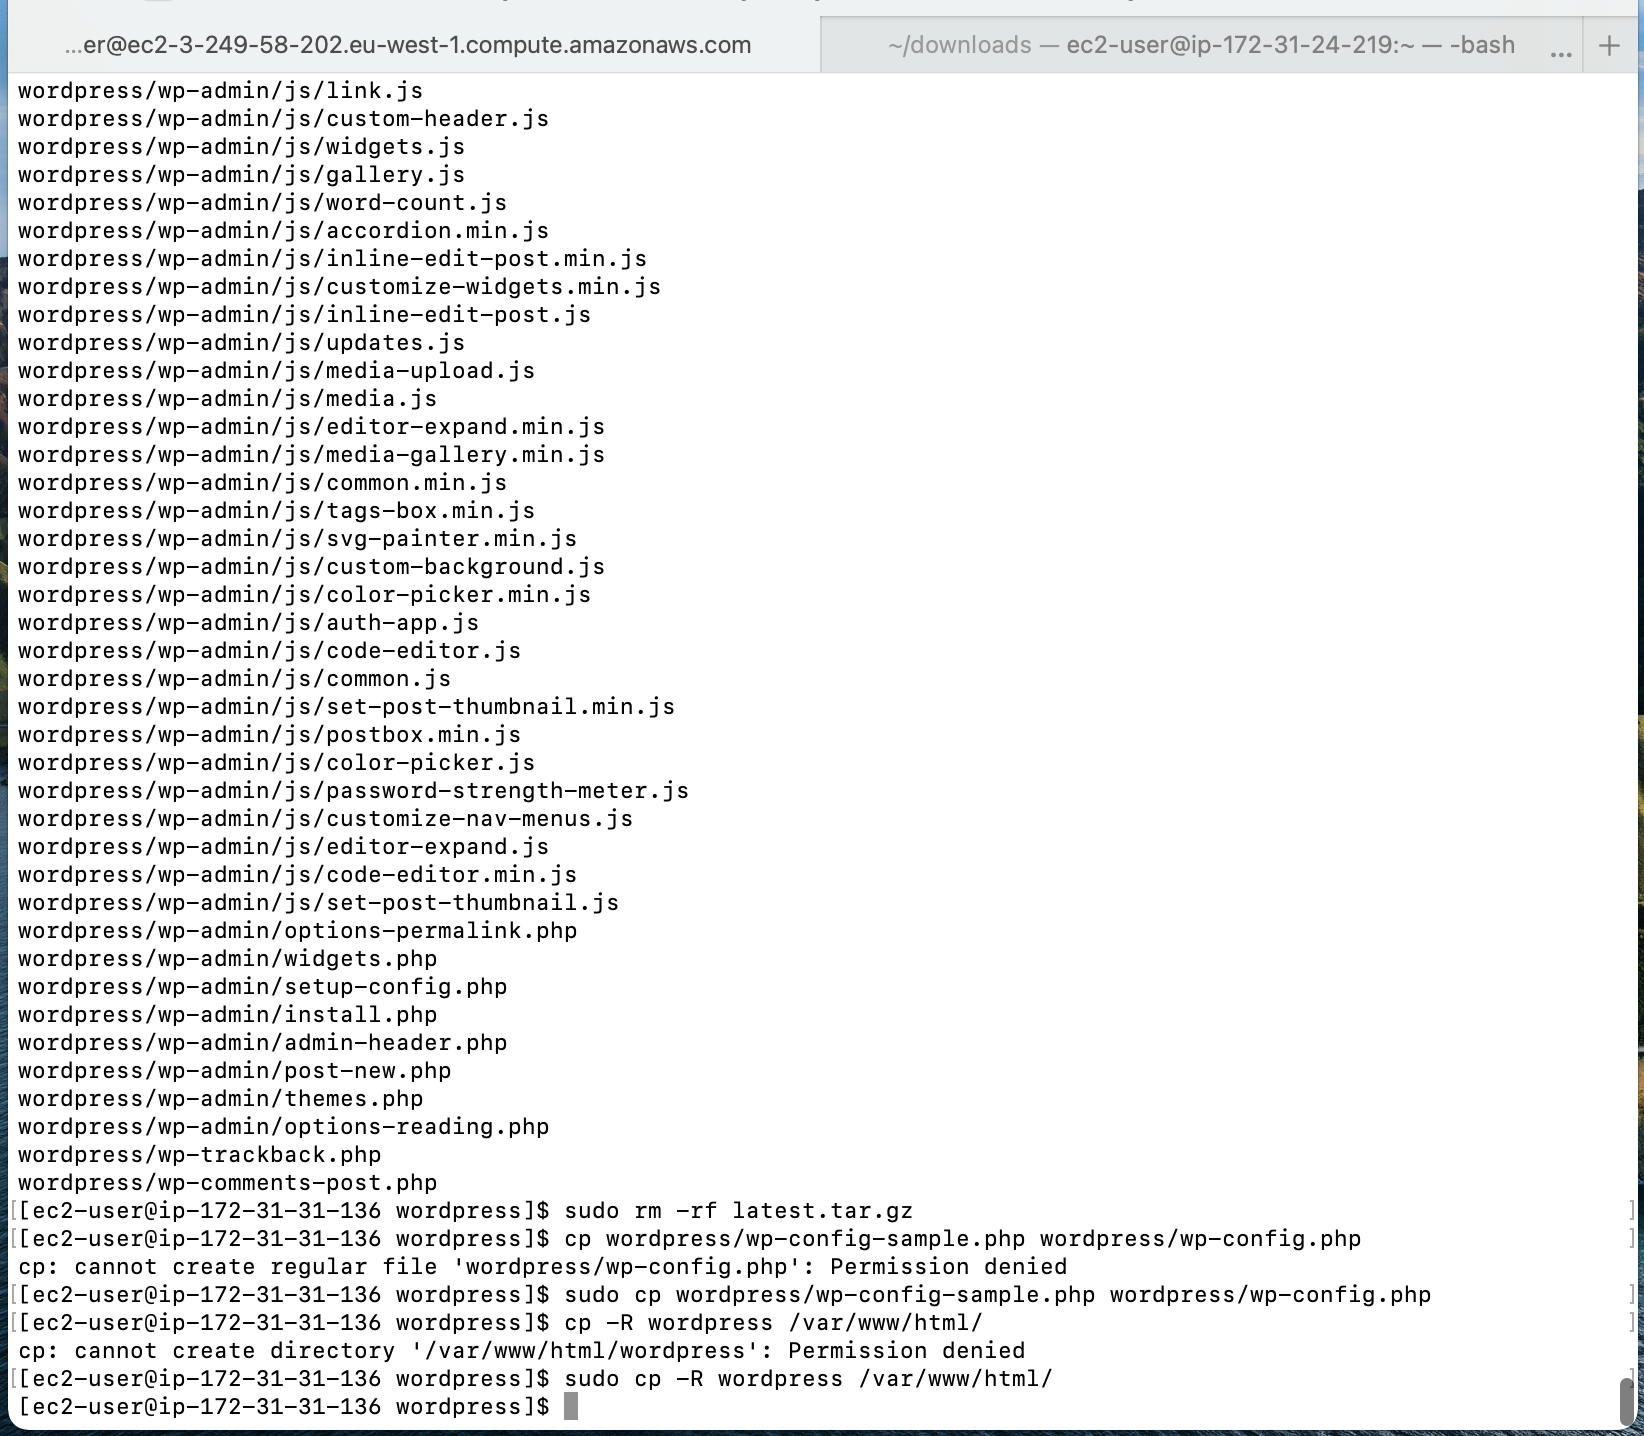 ...er@ec2-3-249-58-202.eu-west-1.compute.amazonaws.com
~/downloads — ec2-user@ip-172-31-24-219:~ — -bash ... +
wordpress/wp-admin/js/link.js
wordpress/wp-admin/js/custom-header.js
wordpress/wp-admin/js/widgets.js
wordpress/wp-admin/js/gallery.js
wordpress/wp-admin/js/word-count.js
wordpress/wp-admin/js/accordion.min.js
wordpress/wp-admin/js/inline-edit-post.min.js
wordpress/wp-admin/js/customize-widgets.min.js
wordpress/wp-admin/js/inline-edit-post.js
wordpress/wp-admin/js/updates.js
wordpress/wp-admin/js/media-upload.js
wordpress/wp-admin/js/media.js
wordpress/wp-admin/js/editor-expand.min.js
wordpress/wp-admin/js/media-gallery.min.js
wordpress/wp-admin/js/common.min.js
wordpress/wp-admin/js/tags-box.min.js
wordpress/wp-admin/js/svg-painter.min.js
wordpress/wp-admin/js/custom-background.js
wordpress/wp-admin/js/color-picker.min.js
wordpress/wp-admin/js/auth-app.js
wordpress/wp-admin/js/code-editor.js
wordpress/wp-admin/js/common.js
wordpress/wp-admin/js/set-post-thumbnail.min.js
wordpress/wp-admin/js/postbox.min.js
wordpress/wp-admin/js/color-picker.js
wordpress/wp-admin/js/password-strength-meter.js
wordpress/wp-admin/js/customize-nav-menus.js
wordpress/wp-admin/js/editor-expand.js
wordpress/wp-admin/js/code-editor.min.js
wordpress/wp-admin/js/set-post-thumbnail.js
wordpress/wp-admin/options-permalink.php
wordpress/wp-admin/widgets.php
wordpress/wp-admin/setup-config.php
wordpress/wp-admin/install.php
wordpress/wp-admin/admin-header.php
wordpress/wp-admin/post-new.php
wordpress/wp-admin/themes.php
wordpress/wp-admin/options-reading.php
wordpress/wp-trackback.php
wordpress/wp-comments-post.php
[[ec2-user@ip-172-31-31-136 wordpress]$ sudo rm -rf latest.tar.gz ]
[[ec2-user@ip-172-31-31-136 wordpress]$ cp wordpress/wp-config-sample.php wordpress/wp-config.php ]
cp: cannot create regular file 'wordpress/wp-config.php': Permission denied
[[ec2-user@ip-172-31-31-136 wordpress]$ sudo cp wordpress/wp-config-sample.php wordpress/wp-config.php ]
[[ec2-user@ip-172-31-31-136 wordpress]$ cp -R wordpress /var/www/html/ ]
cp: cannot create directory '/var/www/html/wordpress': Permission denied
[[ec2-user@ip-172-31-31-136 wordpress]$ sudo cp -R wordpress /var/www/html/ ]
[ec2-user@ip-172-31-31-136 wordpress]$